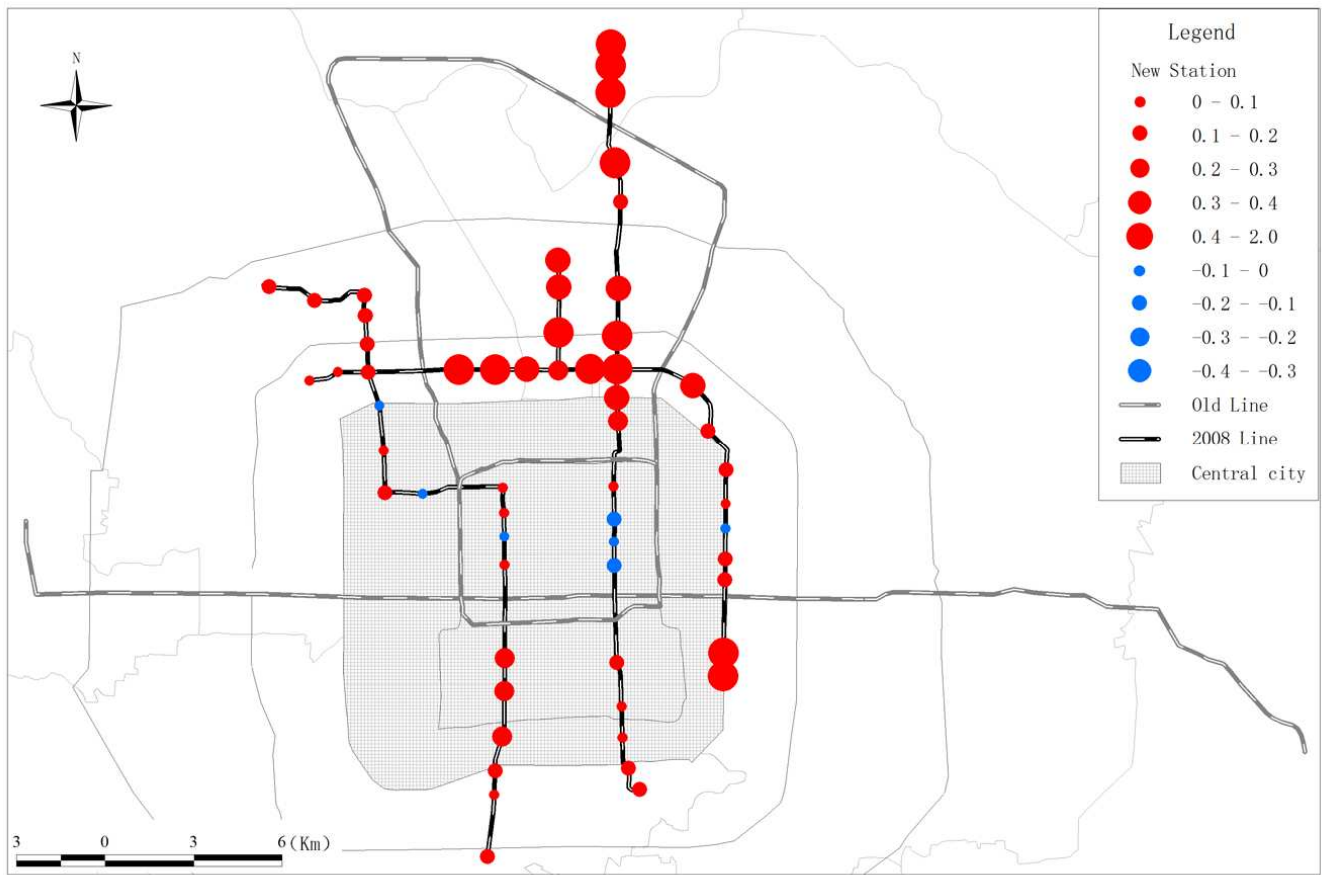 Legend
N
New Station
0 - 0.1
0.1 - 0.2
0.2 - 0.3
0.3 - 0.4
0.4 - 2.0
-0.1 - 0
-0.2 - -0.1
-0.3 - -0.2
-0.4 - -0.3
Old Line
2008 Line
Central city
3 0 3 6 (Km)